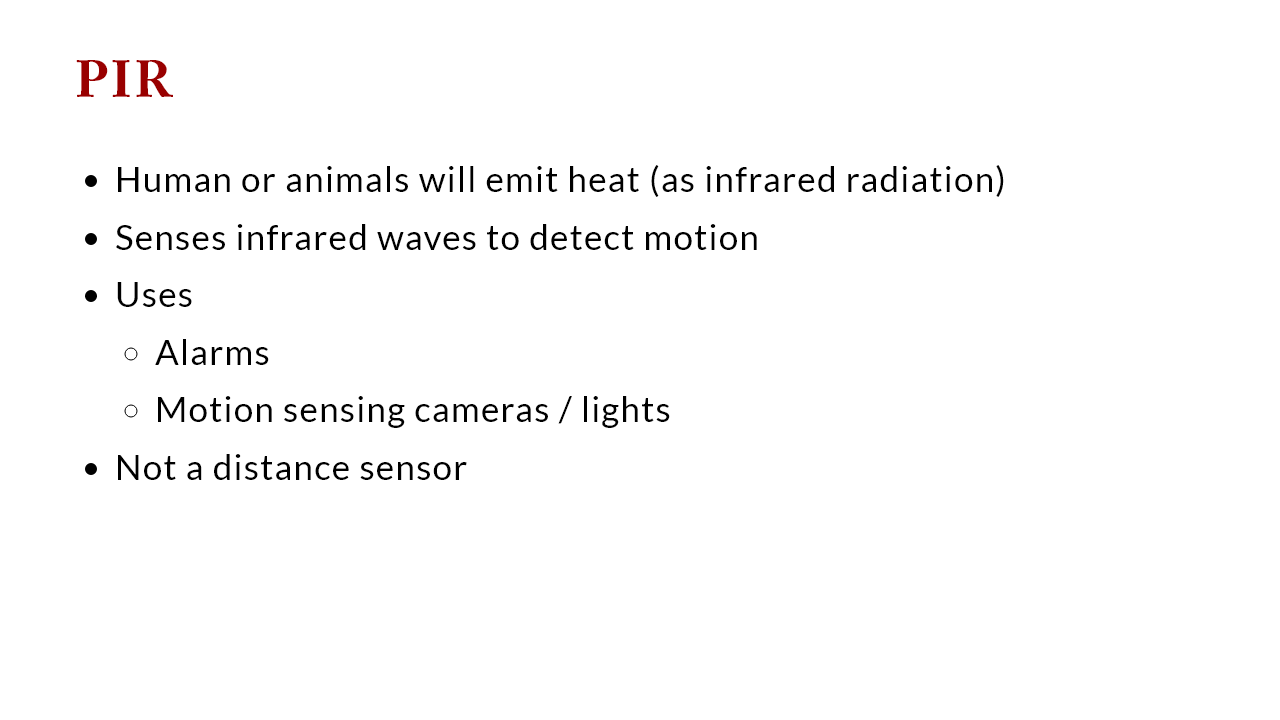 PIR
• Human or animals will emit heat (as infrared radiation)
• Senses infrared waves to detect motion
• Uses
○ Alarms
○ Motion sensing cameras / lights
• Not a distance sensor